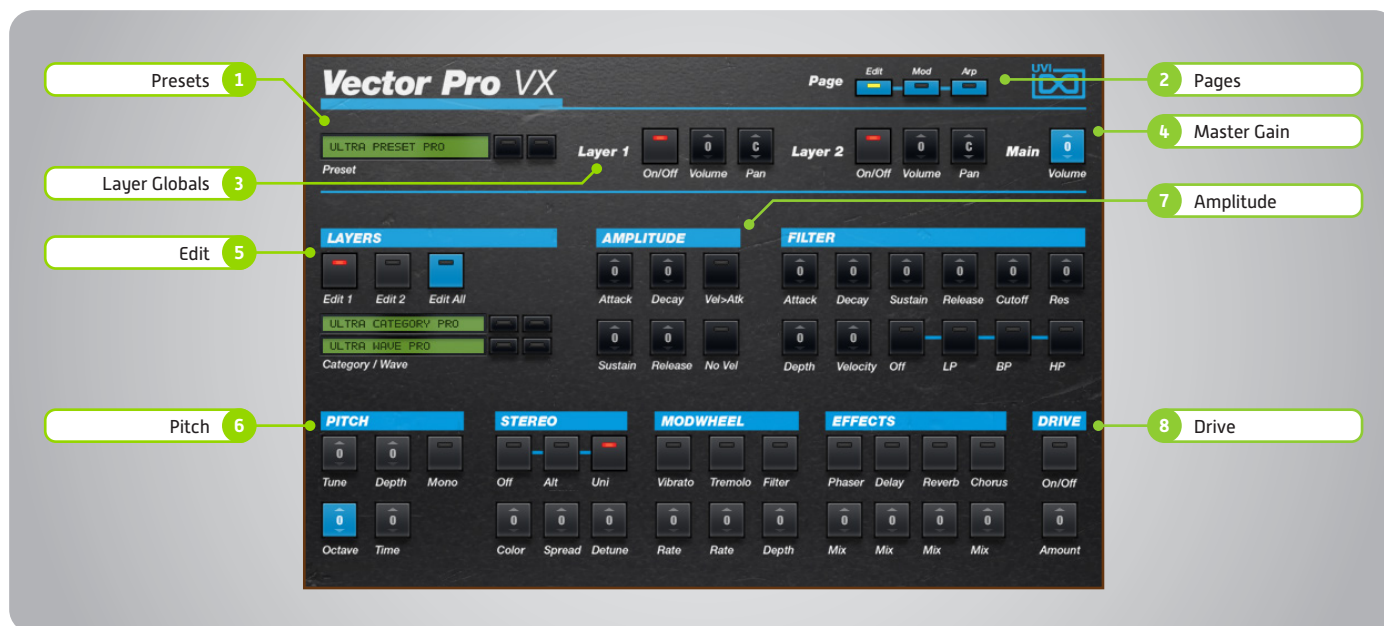 Presets 1
Vector Pro VX
Page
Edit Mod Arp
UVI
2 Pages
4 Master Gain
ULTRA PRESET PRO
Preset
Layer 1
0 C
On/Off Volume Pan
Layer 2
0 C
On/Off Volume Pan
Main
0
Volume
Layer Globals 3
7 Amplitude
Edit 5
LAYERS
Edit 1 Edit 2 Edit All
ULTRA CATEGORY PRO
ULTRA WAVE PRO
Category / Wave
AMPLITUDE
0 0
Attack Decay Vel>Atk
0 0
Sustain Release No Vel
FILTER
0 0 0 0 0 0
Attack Decay Sustain Release Cutoff Res
0 0
Depth Velocity Off LP BP HP
Pitch 6
PITCH
0 0
Tune Depth Mono
0 0
Octave Time
STEREO
Off Alt Uni
0 0 0
Color Spread Detune
MODWHEEL
Vibrato Tremolo Filter
0 0 0
Rate Rate Depth
EFFECTS
Phaser Delay Reverb Chorus
0 0 0 0
Mix Mix Mix Mix
DRIVE
On/Off
0
Amount
8 Drive